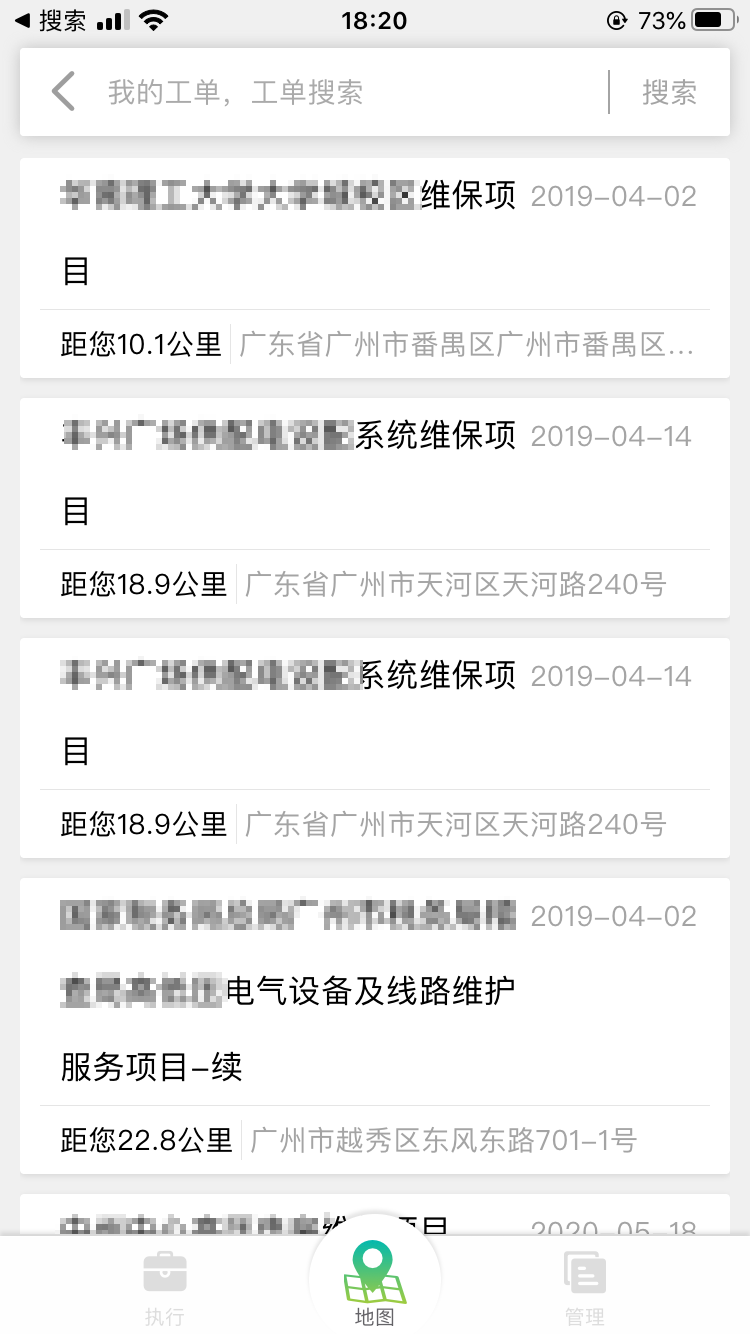 搜索
18:20
73%
我的工单，工单搜索
搜索
维保项 2019-04-02
目
距您10.1公里 广东省广州市番禺区广州市番禺区...
系统维保项 2019-04-14
目
距您18.9公里 广东省广州市天河区天河路240号
系统维保项 2019-04-14
目
距您18.9公里 广东省广州市天河区天河路240号
2019-04-02
电气设备及线路维护
服务项目-续
距您22.8公里 广州市越秀区东风东路701-1号
项目 2020-05-18
执行
地图
管理